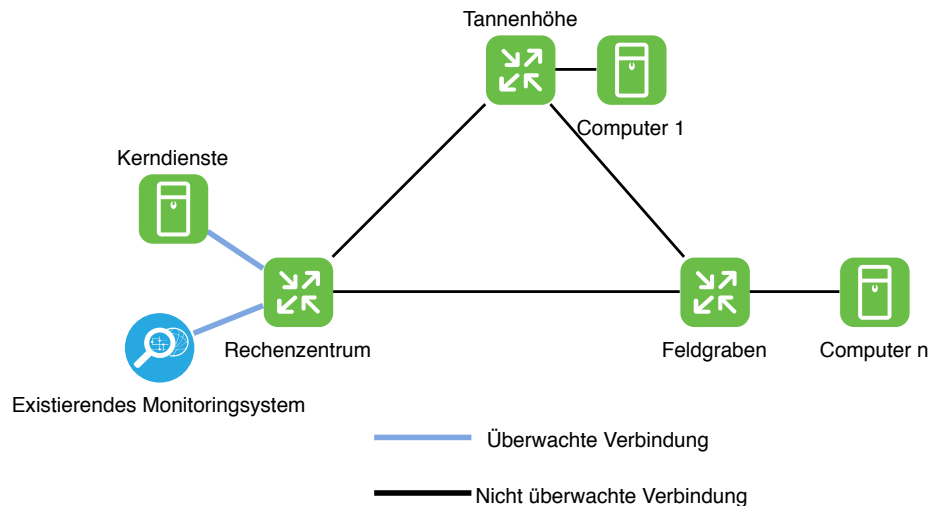 Tannenhöhe
Computer 1
Kerndienste
Rechenzentrum
Feldgraben
Computer n
Existierendes Monitoringsystem
Überwachte Verbindung
Nicht überwachte Verbindung